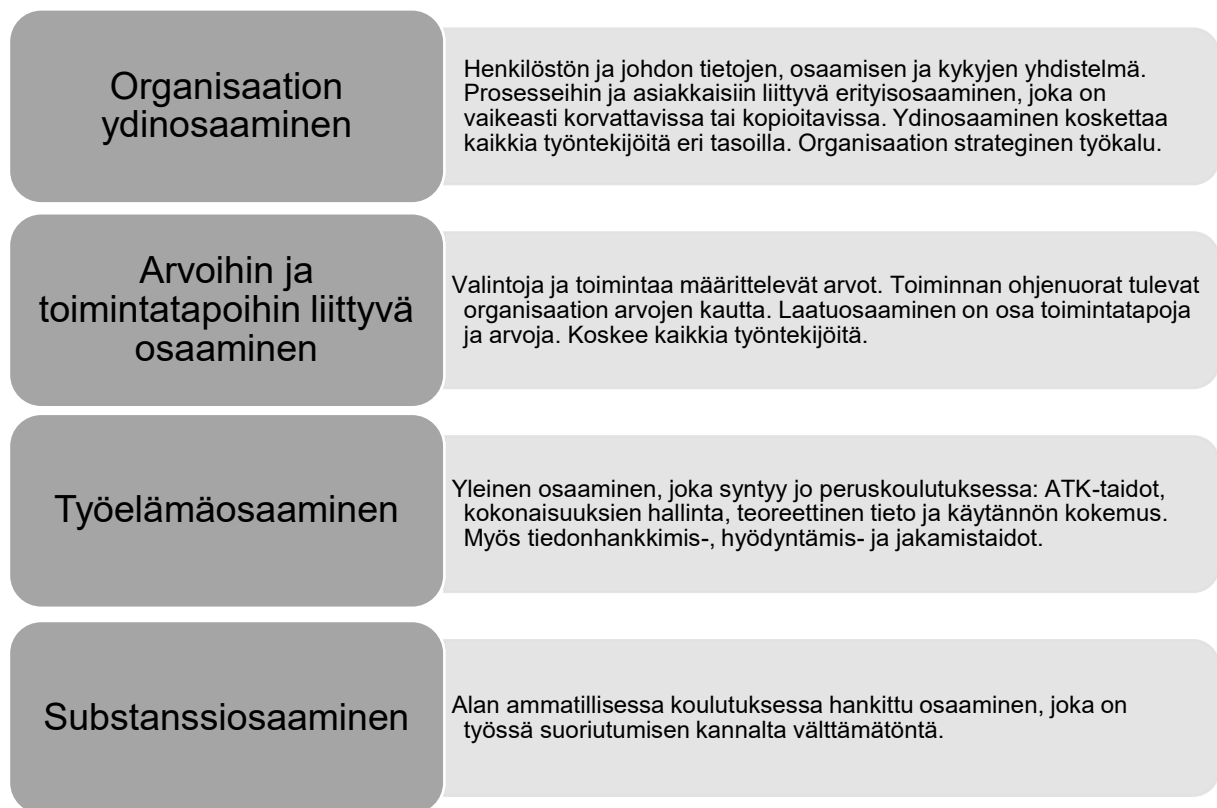 Organisaation
ydinosaaminen
Henkilöstön ja johdon tietojen, osaamisen ja kykyjen yhdistelmä.
Prosesseihin ja asiakkaisiin liittyvä erityisosaaminen, joka on
vaikeasti korvattavissa tai kopioitavissa. Ydinosaaminen koskettaa
kaikkia työntekijöitä eri tasoilla. Organisaation strateginen työkalu.
Arvoihin ja
toimintatapoihin liittyvä
osaaminen
Valintoja ja toimintaa määrittelevät arvot. Toiminnan ohjenuorat tulevat
organisaation arvojen kautta. Laatuosaaminen on osa toimintatapoja
ja arvoja. Koskee kaikkia työntekijöitä.
Työelämäosaaminen
Yleinen osaaminen, joka syntyy jo peruskoulutuksessa: ATK-taidot,
kokonaisuuksien hallinta, teoreettinen tieto ja käytännön kokemus.
Myös tiedonhankkimis-, hyödyntämis- ja jakamistaidot.
Substanssiosaaminen
Alan ammatillisessa koulutuksessa hankittu osaaminen, joka on
työssä suoriutumisen kannalta välttämätöntä.